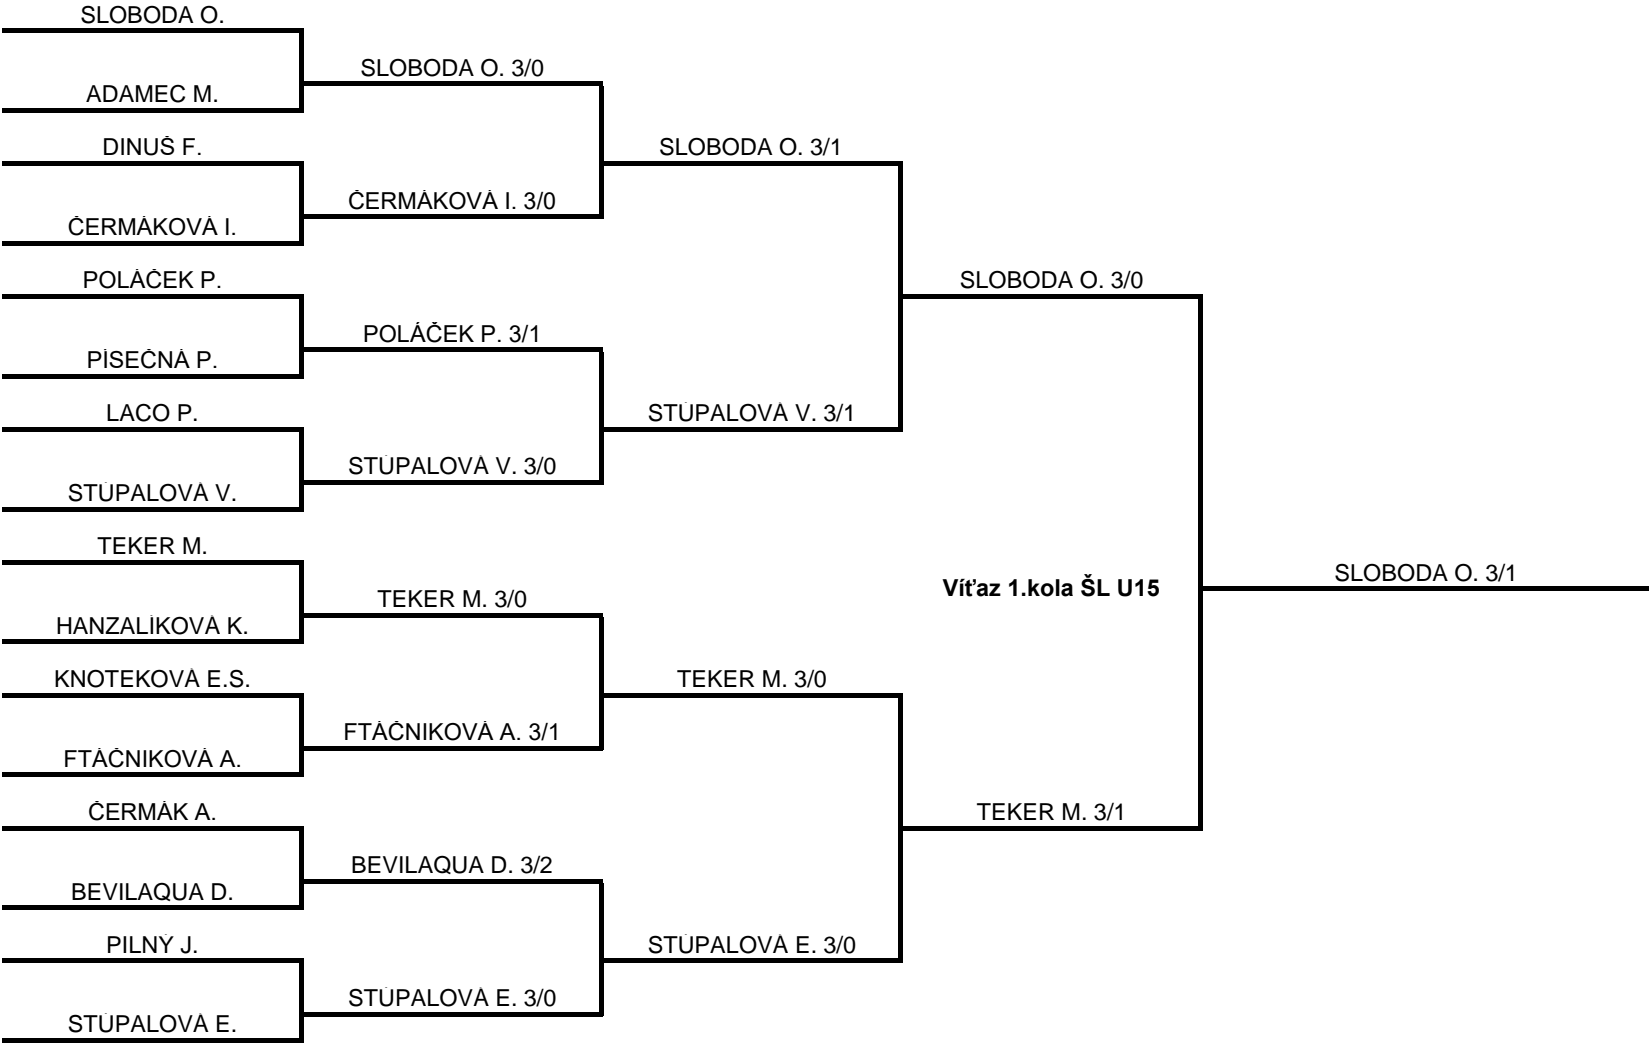 SLOBODA O.
SLOBODA O. 3/0
ADAMEC M.
DINUŠ F.
SLOBODA O. 3/1
ČERMÁKOVÁ I. 3/0
ČERMÁKOVÁ I.
POLÁČEK P.
SLOBODA O. 3/0
POLÁČEK P. 3/1
PÍSEČNÁ P.
LACO P.
STÚPALOVÁ V. 3/1
STÚPALOVÁ V. 3/0
STÚPALOVÁ V.
TEKER M.
SLOBODA O. 3/1
Víťaz 1.kola ŠL U15
TEKER M. 3/0
HANZALÍKOVÁ K.
KNOTEKOVÁ E.S.
TEKER M. 3/0
FTÁČNIKOVÁ A. 3/1
FTÁČNIKOVÁ A.
ČERMÁK A.
TEKER M. 3/1
BEVILAQUA D. 3/2
BEVILAQUA D.
PILNÝ J.
STÚPALOVÁ E. 3/0
STÚPALOVÁ E. 3/0
STÚPALOVÁ E.